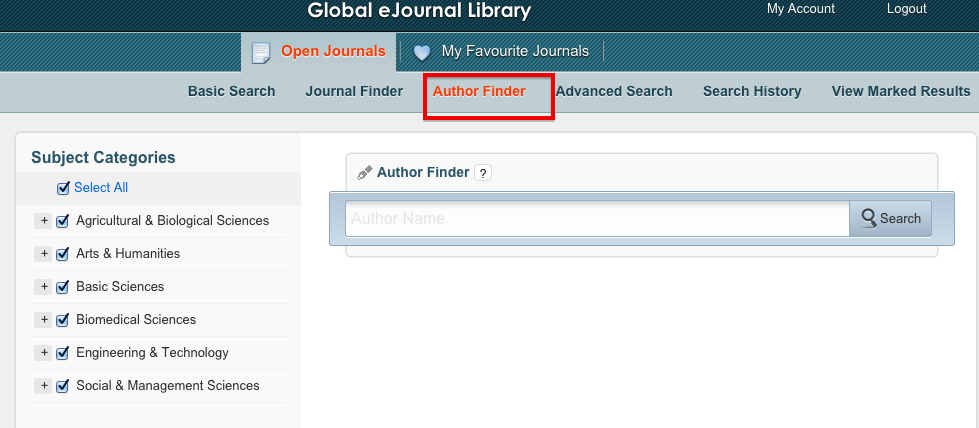 Global eJournal Library
My Account
Logout
Open Journals
My Favourite Journals
Basic Search
Journal Finder
Author Finder
Advanced Search
Search History
View Marked Results
Subject Categories
Select All
+ Agricultural & Biological Sciences
+ Arts & Humanities
+ Basic Sciences
+ Biomedical Sciences
+ Engineering & Technology
+ Social & Management Sciences
Author Finder ?
Author Name
Search